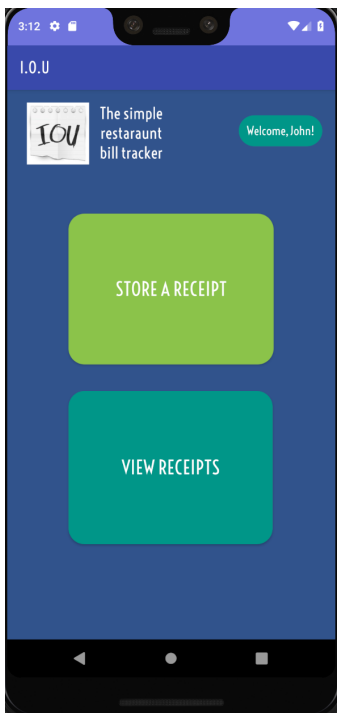 3:12
I.O.U
IOU
The simple
restaraunt
bill tracker
Welcome, John!
STORE A RECEIPT
VIEW RECEIPTS